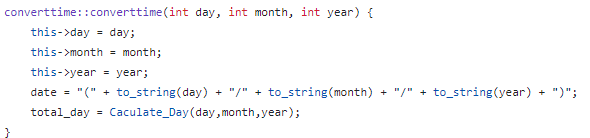 converttime::converttime(int day, int month, int year) {
    this->day = day;
    this->month = month;
    this->year = year;
    date = "(" + to_string(day) + "/" + to_string(month) + "/" + to_string(year) + ")";
    total_day = Caculate_Day(day,month,year);
}